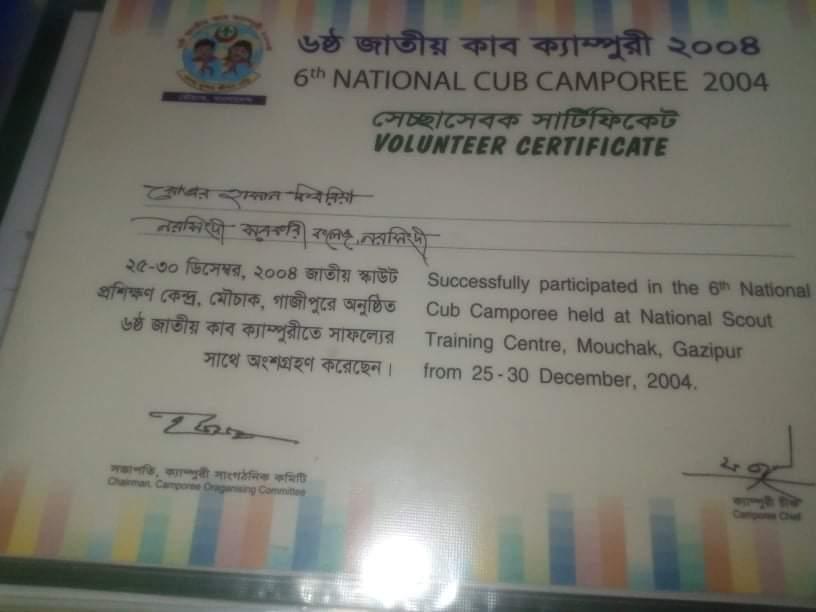 ৬ষ্ঠ জাতীয় কাব ক্যাম্পুরী ২০০৪
6th NATIONAL CUB CAMPOREE 2004
সেচ্ছাসেবক সার্টিফিকেট
VOLUNTEER CERTIFICATE
হাসান
নরসিংদী সরকারি কলেজ, নরসিংদী
২৫-৩০ ডিসেম্বর, ২০০৪ জাতীয় স্কাউট
প্রশিক্ষণ কেন্দ্র, মৌচাক, গাজীপুরে অনুষ্ঠিত
৬ষ্ঠ জাতীয় কাব ক্যাম্পুরীতে সাফল্যের
সাথে অংশগ্রহণ করেছেন।
Successfully participated in the 6th National
Cub Camporee held at National Scout
Training Centre, Mouchak, Gazipur
from 25-30 December, 2004.
সভাপতি, ক্যাম্পুরী সাংগঠনিক কমিটি
Chairman, Camporee Oraganising Committee
ক্যাম্পুরী চীফ
Camporee Chief